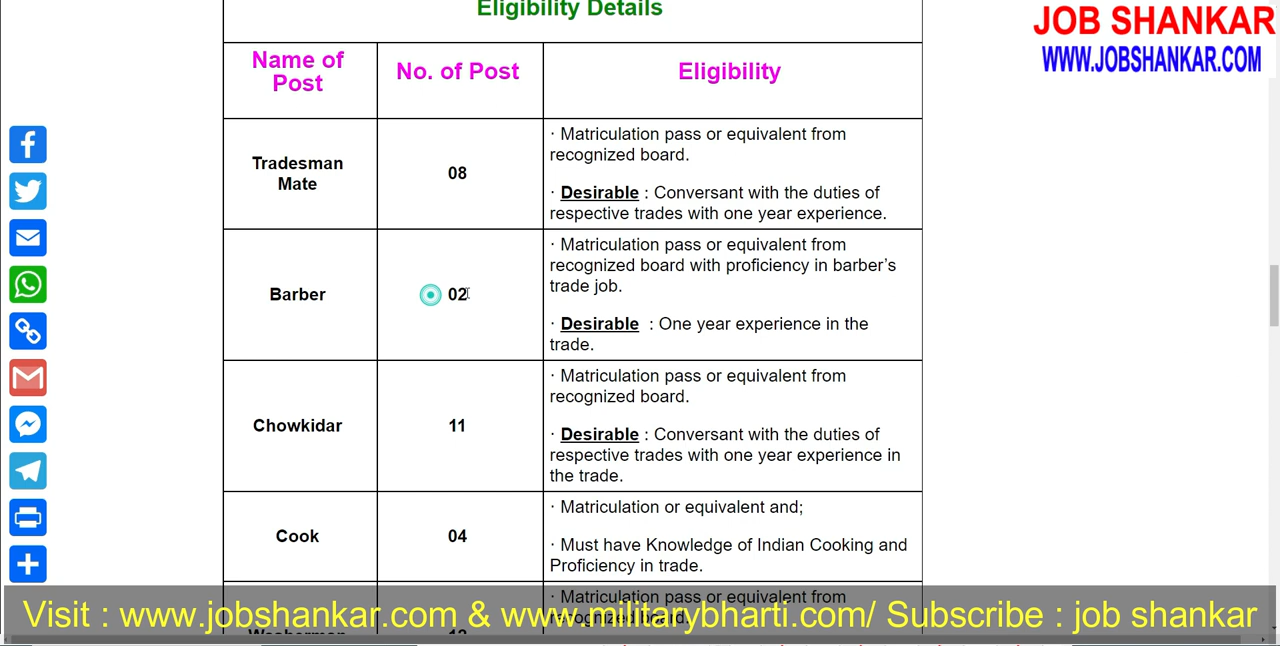 Eligibility Details
JOB SHANKAR
WWW.JOBSHANKAR.COM
Name of
Post
No. of Post
Eligibility
Tradesman
Mate
08
· Matriculation pass or equivalent from
recognized board.
· Desirable : Conversant with the duties of
respective trades with one year experience.
Barber
02
· Matriculation pass or equivalent from
recognized board with proficiency in barber’s
trade job.
· Desirable : One year experience in the
trade.
Chowkidar
11
· Matriculation pass or equivalent from
recognized board.
· Desirable : Conversant with the duties of
respective trades with one year experience in
the trade.
Cook
04
· Matriculation or equivalent and;
· Must have Knowledge of Indian Cooking and
Proficiency in trade.
· Matriculation pass or equivalent from
recognized board.
Visit : www.jobshankar.com & www.militarybharti.com/ Subscribe : job shankar